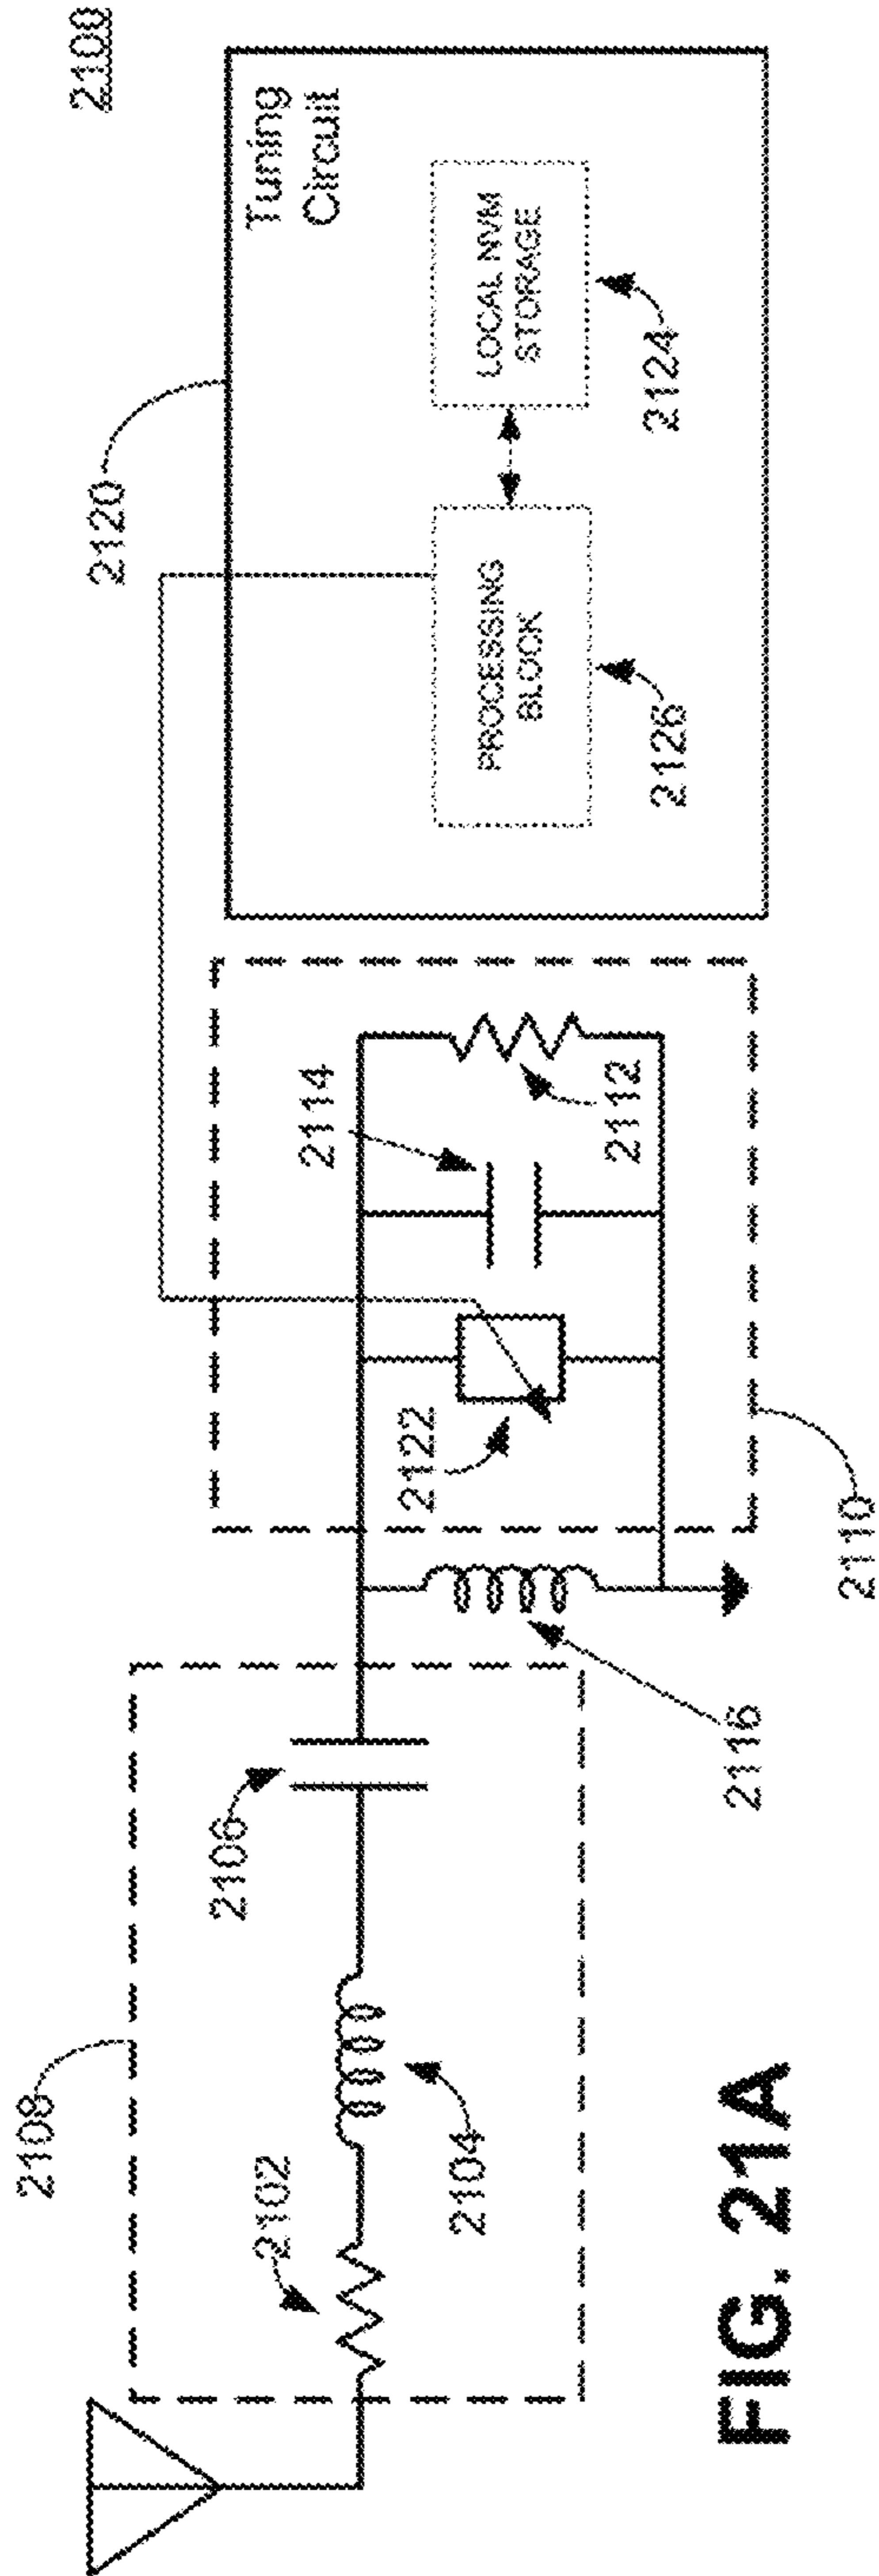 2100
2120
Tuning
Circuit
LOCAL NVM
STORAGE
2124
PROCESSING
BLOCK
2126
2114
2112
2122
2110
2116
2108
2106
2104
2102
FIG. 21A